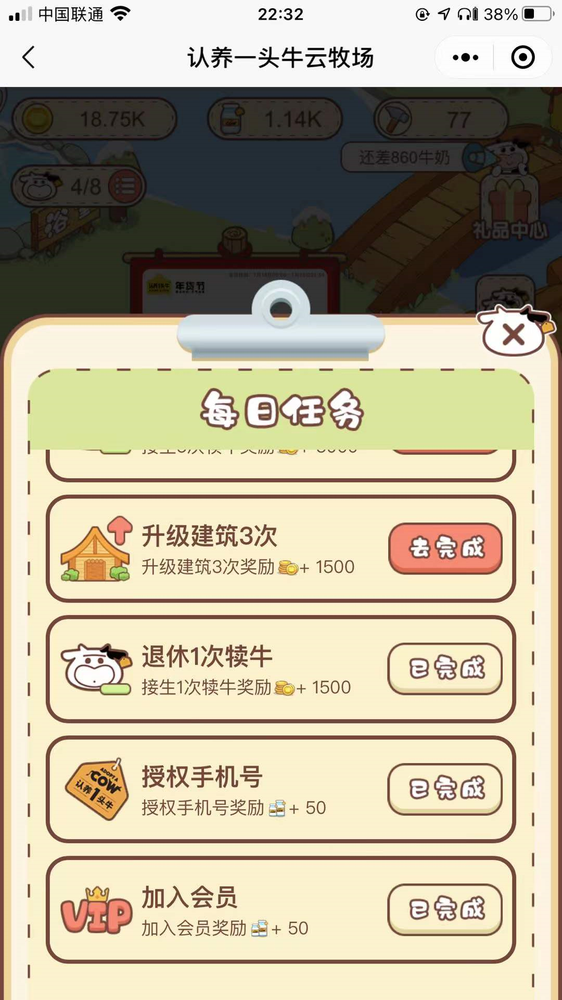 中国联通
22:32
38%
认养一头牛云牧场
18.75K
1.14K
77
还差860牛奶
4/8
浴
礼品中心
年货节
每日任务
升级建筑3次
升级建筑3次奖励 + 1500
去完成
退休1次犊牛
接生1次犊牛奖励 + 1500
已完成
ADOPT A
COW
认养1头牛
授权手机号
授权手机号奖励 + 50
已完成
VIP
加入会员
加入会员奖励 + 50
已完成